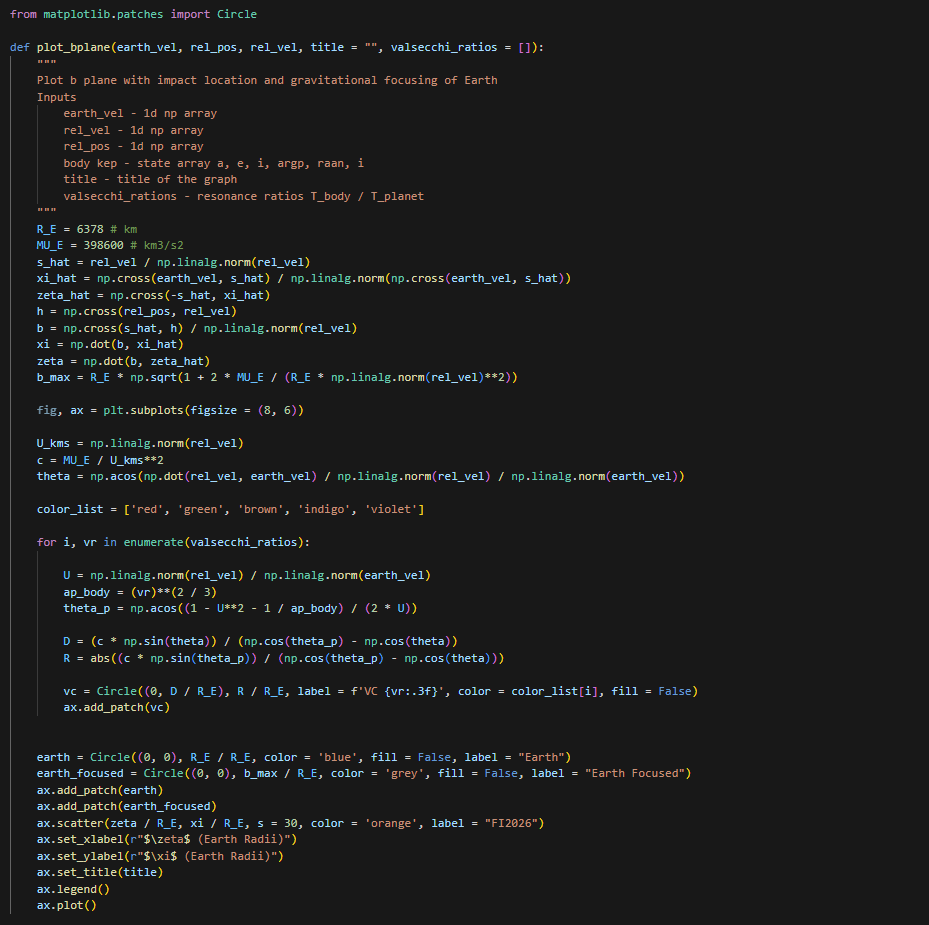 from matplotlib.patches import Circle
def plot_bplane(earth_vel, rel_pos, rel_vel, title = "", valsecchi_ratios = []):
"""
Plot b plane with impact location and gravitational focusing of Earth
Inputs
earth_vel - 1d np array
rel_vel - 1d np array
rel_pos - 1d np array
body kep - state array a, e, i, argp, raan, i
title - title of the graph
valsecchi_rations - resonance ratios T_body / T_planet
"""
R_E = 6378 # km
MU_E = 398600 # km3/s2
s_hat = rel_vel / np.linalg.norm(rel_vel)
xi_hat = np.cross(earth_vel, s_hat) / np.linalg.norm(np.cross(earth_vel, s_hat))
zeta_hat = np.cross(-s_hat, xi_hat)
h = np.cross(rel_pos, rel_vel)
b = np.cross(s_hat, h) / np.linalg.norm(rel_vel)
xi = np.dot(b, xi_hat)
zeta = np.dot(b, zeta_hat)
b_max = R_E * np.sqrt(1 + 2 * MU_E / (R_E * np.linalg.norm(rel_vel)**2))
fig, ax = plt.subplots(figsize = (8, 6))
U_kms = np.linalg.norm(rel_vel)
c = MU_E / U_kms**2
theta = np.acos(np.dot(rel_vel, earth_vel) / np.linalg.norm(rel_vel) / np.linalg.norm(earth_vel))
color_list = ['red', 'green', 'brown', 'indigo', 'violet']
for i, vr in enumerate(valsecchi_ratios):
U = np.linalg.norm(rel_vel) / np.linalg.norm(earth_vel)
ap_body = (vr)**(2 / 3)
theta_p = np.acos((1 - U**2 - 1 / ap_body) / (2 * U))
D = (c * np.sin(theta)) / (np.cos(theta_p) - np.cos(theta))
R = abs((c * np.sin(theta_p)) / (np.cos(theta_p) - np.cos(theta)))
vc = Circle((0, D / R_E), R / R_E, label = f'VC {vr:.3f}', color = color_list[i], fill = False)
ax.add_patch(vc)
earth = Circle((0, 0), R_E / R_E, color = 'blue', fill = False, label = "Earth")
earth_focused = Circle((0, 0), b_max / R_E, color = 'grey', fill = False, label = "Earth Focused")
ax.add_patch(earth)
ax.add_patch(earth_focused)
ax.scatter(zeta / R_E, xi / R_E, s = 30, color = 'orange', label = "FI2026")
ax.set_xlabel(r"$\zeta$ (Earth Radii)")
ax.set_ylabel(r"$\xi$ (Earth Radii)")
ax.set_title(title)
ax.legend()
ax.plot()